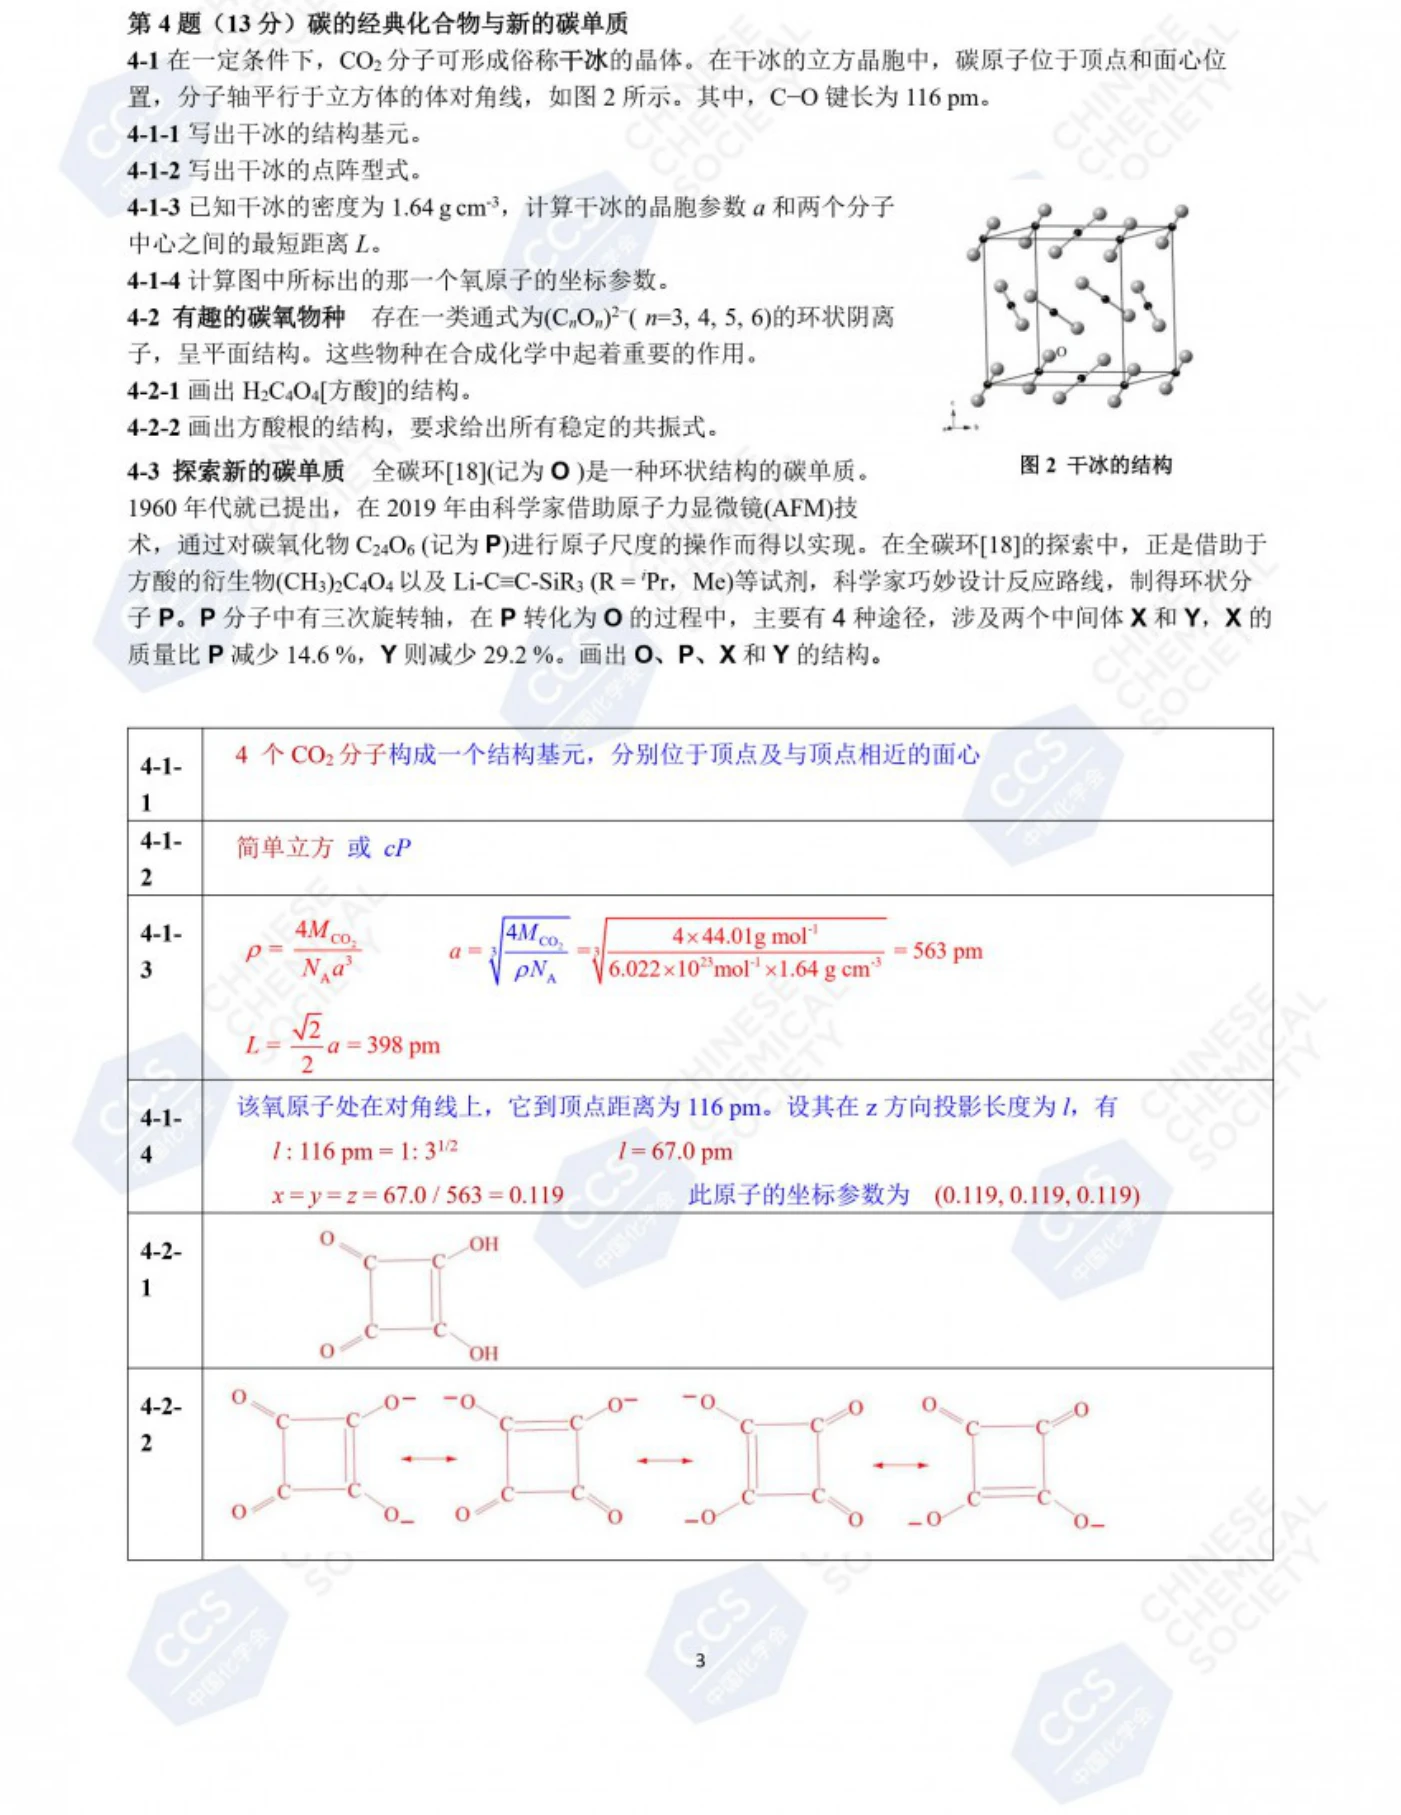 第 4 题（13 分）碳的经典化合物与新的碳单质
4-1 在一定条件下，CO₂ 分子可形成俗称干冰的晶体。在干冰的立方晶胞中，碳原子位于顶点和面心位
置，分子轴平行于立方体的体对角线，如图 2 所示。其中，C−O 键长为 116 pm。
4-1-1 写出干冰的结构基元。
4-1-2 写出干冰的点阵型式。
4-1-3 已知干冰的密度为 1.64 g cm⁻³，计算干冰的晶胞参数 a 和两个分子
中心之间的最短距离 L。
4-1-4 计算图中所标出的那一个氧原子的坐标参数。
4-2 有趣的碳氧物种 存在一类通式为(CₙOₙ)²⁻( n=3, 4, 5, 6)的环状阴离
子，呈平面结构。这些物种在合成化学中起着重要的作用。
4-2-1 画出 H₂C₄O₄[方酸]的结构。
4-2-2 画出方酸根的结构，要求给出所有稳定的共振式。
O
图 2 干冰的结构
4-3 探索新的碳单质 全碳环[18](记为 O )是一种环状结构的碳单质。
1960 年代就已提出，在 2019 年由科学家借助原子力显微镜(AFM)技
术，通过对碳氧化物 C₂₄O₆ (记为 P)进行原子尺度的操作而得以实现。在全碳环[18]的探索中，正是借助于
方酸的衍生物(CH₃)₂C₄O₄ 以及 Li-C≡C-SiR₃ (R = ⁱPr，Me)等试剂，科学家巧妙设计反应路线，制得环状分
子 P。P 分子中有三次旋转轴，在 P 转化为 O 的过程中，主要有 4 种途径，涉及两个中间体 X 和 Y，X 的
质量比 P 减少 14.6 %，Y 则减少 29.2 %。画出 O、P、X 和 Y 的结构。
4-1-1 4 个 CO₂ 分子构成一个结构基元，分别位于顶点及与顶点相近的面心
4-1-2 简单立方 或 cP
4-1-3 ρ = 4M_CO₂ / N_A a³ a = ∛(4M_CO₂ / ρN_A) = ∛(4×44.01g mol⁻¹ / 6.022×10²³mol⁻¹×1.64 g cm⁻³) = 563 pm
L = √2/2 a = 398 pm
4-1-4 该氧原子处在对角线上，它到顶点距离为 116 pm。设其在 z 方向投影长度为 l，有
l : 116 pm = 1: 3^1/2 l = 67.0 pm
x = y = z = 67.0 / 563 = 0.119 此原子的坐标参数为 (0.119, 0.119, 0.119)
4-2-1
O OH
C C
C C
O OH
4-2-2
O O− −O O− −O O O O
C C C C C C C C
C C C C C C C C
O O− O O −O O −O O−
3
CCS
中国化学会
CHINESE
CHEMICAL
SOCIETY